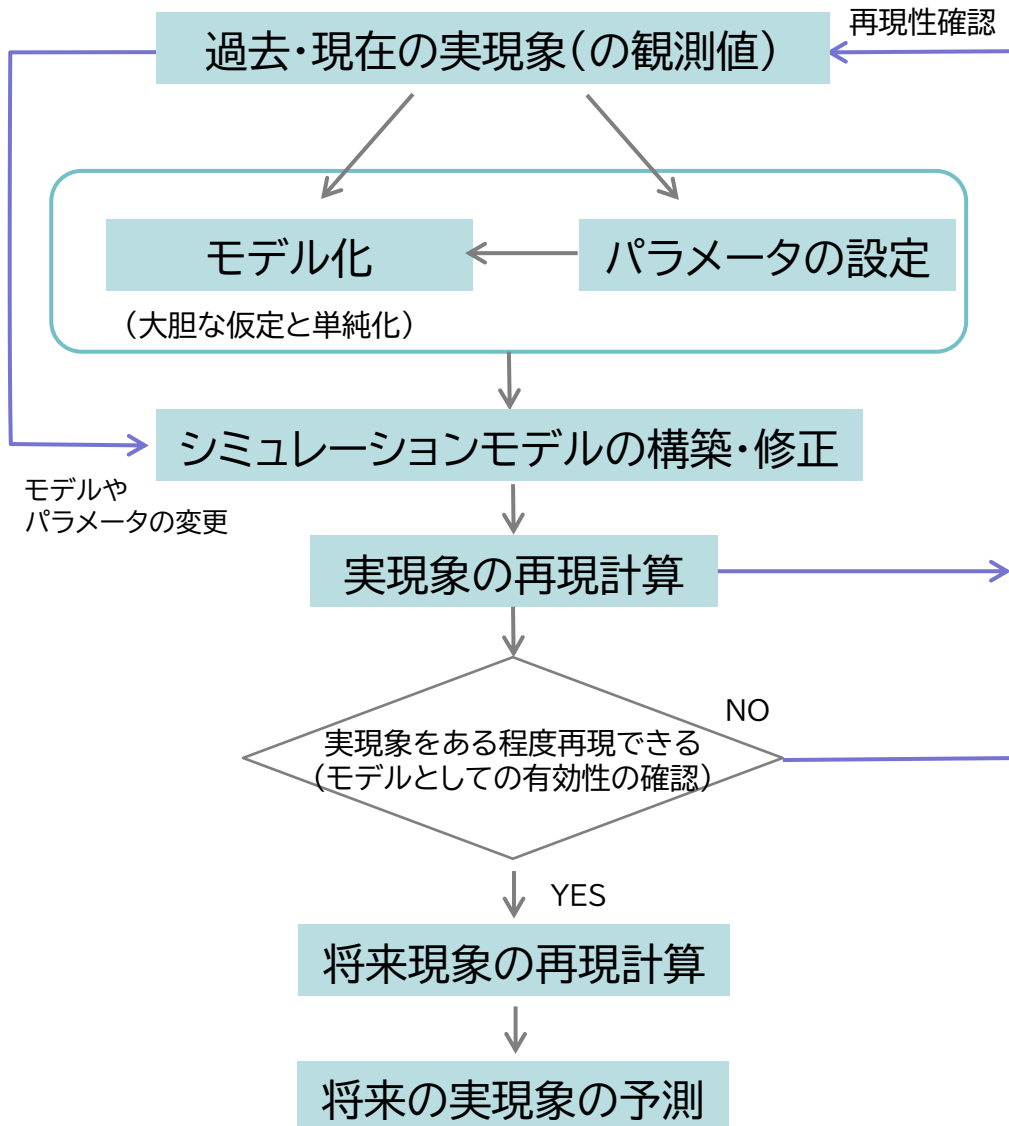 再現性確認
過去・現在の実現象(の観測値)
モデル化
パラメータの設定
(大胆な仮定と単純化)
シミュレーションモデルの構築・修正
モデルや
パラメータの変更
実現象の再現計算
NO
実現象をある程度再現できる
(モデルとしての有効性の確認)
YES
将来現象の再現計算
将来の実現象の予測